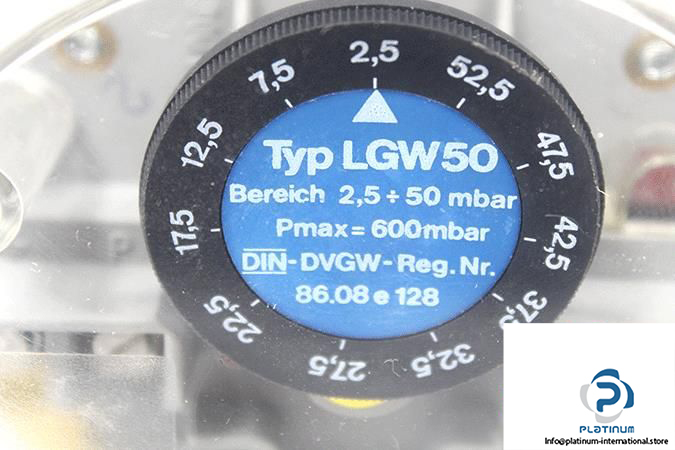 2,5
52,5
47,5
42,5
37,5
32,5
27,5
22,5
17,5
12,5
7,5
Typ LGW50
Bereich 2,5 ÷ 50 mbar
Pmax = 600mbar
DIN-DVGW-Reg. Nr.
86.08 e 128
PLATINUM
Info@platinum-international.store